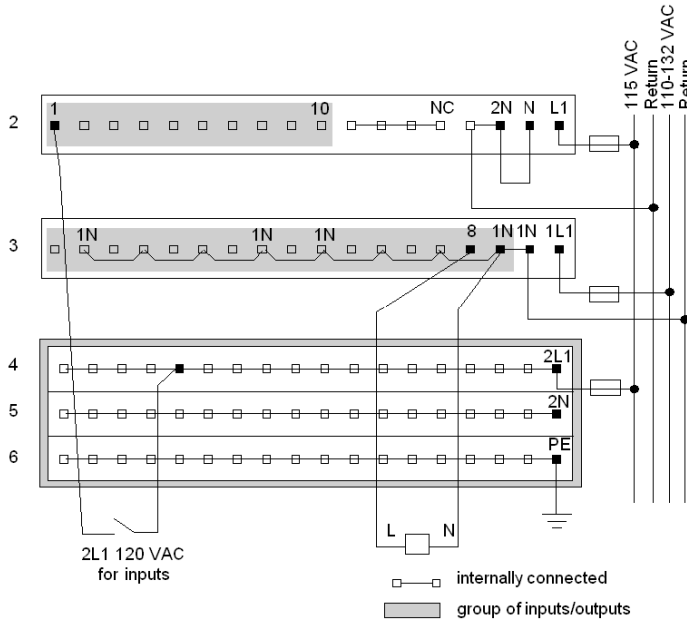 115 VAC
Return
110-132 VAC
Return
1 10 NC 2N N L1
2
1N 1N 1N 8 1N 1N 1L1
3
4 2L1
5 2N
6 PE
L N
2L1 120 VAC
for inputs
internally connected
group of inputs/outputs